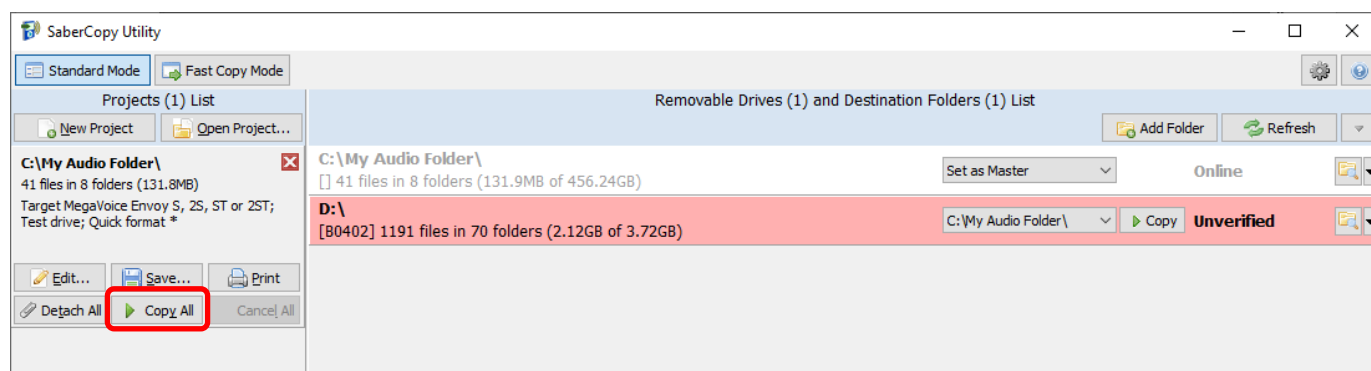 SaberCopy Utility
Standard Mode Fast Copy Mode
Projects (1) List
Removable Drives (1) and Destination Folders (1) List
New Project Open Project...
Add Folder Refresh
C:\My Audio Folder\
41 files in 8 folders (131.8MB)
Target MegaVoice Envoy S, 2S, ST or 2ST;
Test drive; Quick format *
C:\My Audio Folder\
[] 41 files in 8 folders (131.9MB of 456.24GB)
Set as Master
Online
D:\
[B0402] 1191 files in 70 folders (2.12GB of 3.72GB)
C:\My Audio Folder\
Copy
Unverified
Edit... Save... Print
Detach All Copy All Cancel All